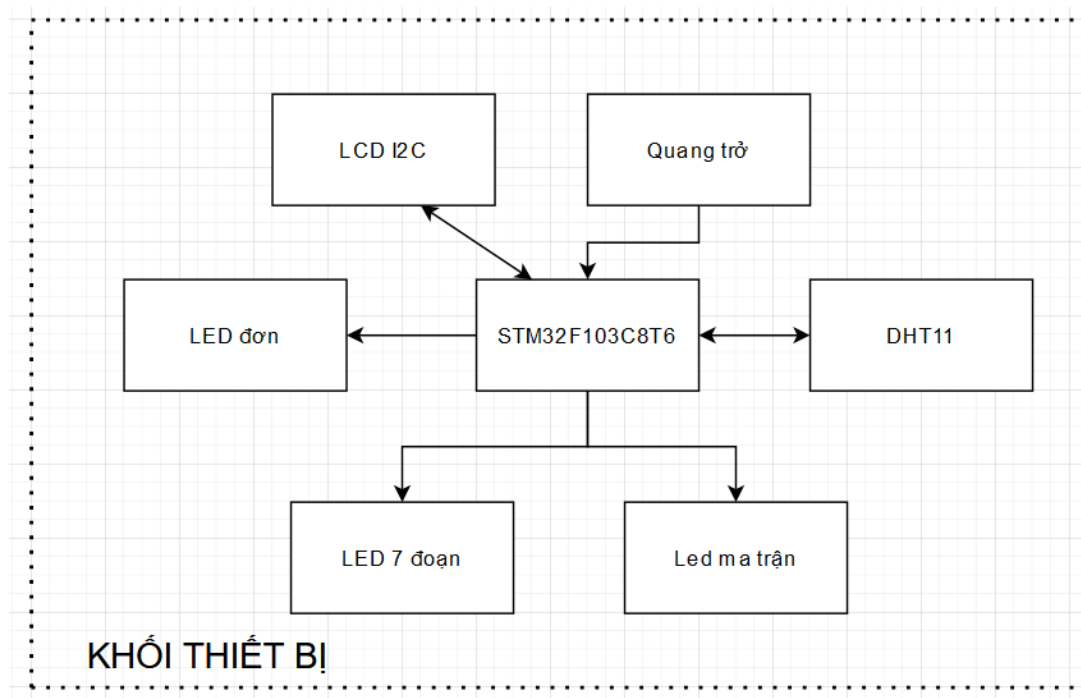 LCD I2C
Quang trở
LED đơn
STM32F103C8T6
DHT11
LED 7 đoạn
Led ma trận
KHỐI THIẾT BỊ